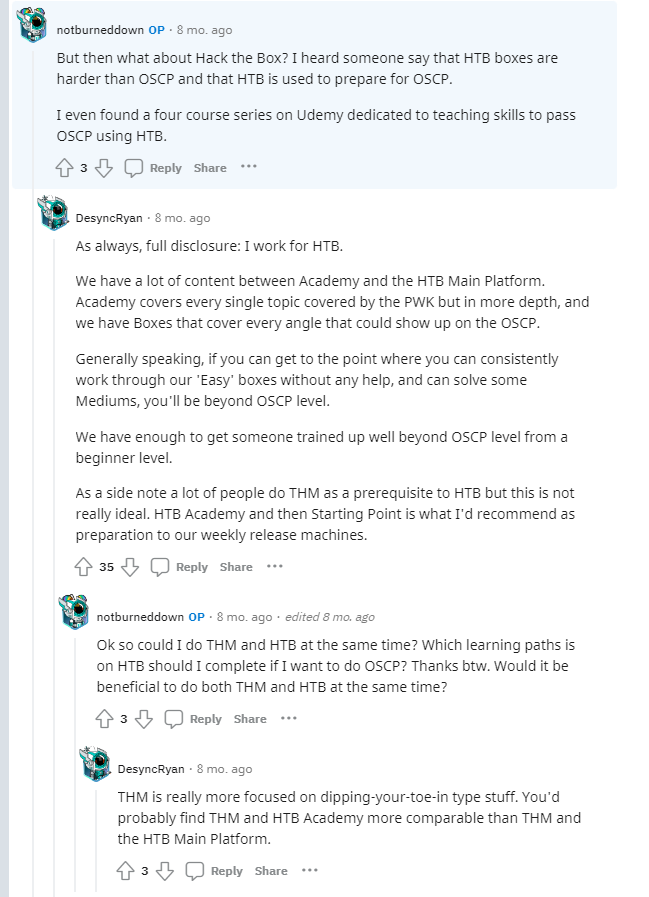 notburneddown OP · 8 mo. ago
But then what about Hack the Box? I heard someone say that HTB boxes are
harder than OSCP and that HTB is used to prepare for OSCP.
I even found a four course series on Udemy dedicated to teaching skills to pass
OSCP using HTB.
3 Reply Share ···
DesyncRyan · 8 mo. ago
As always, full disclosure: I work for HTB.
We have a lot of content between Academy and the HTB Main Platform.
Academy covers every single topic covered by the PWK but in more depth, and
we have Boxes that cover every angle that could show up on the OSCP.
Generally speaking, if you can get to the point where you can consistently
work through our 'Easy' boxes without any help, and can solve some
Mediums, you'll be beyond OSCP level.
We have enough to get someone trained up well beyond OSCP level from a
beginner level.
As a side note a lot of people do THM as a prerequisite to HTB but this is not
really ideal. HTB Academy and then Starting Point is what I'd recommend as
preparation to our weekly release machines.
35 Reply Share ···
notburneddown OP · 8 mo. ago · edited 8 mo. ago
Ok so could I do THM and HTB at the same time? Which learning paths is
on HTB should I complete if I want to do OSCP? Thanks btw. Would it be
beneficial to do both THM and HTB at the same time?
3 Reply Share ···
DesyncRyan · 8 mo. ago
THM is really more focused on dipping-your-toe-in type stuff. You'd
probably find THM and HTB Academy more comparable than THM and
the HTB Main Platform.
3 Reply Share ···